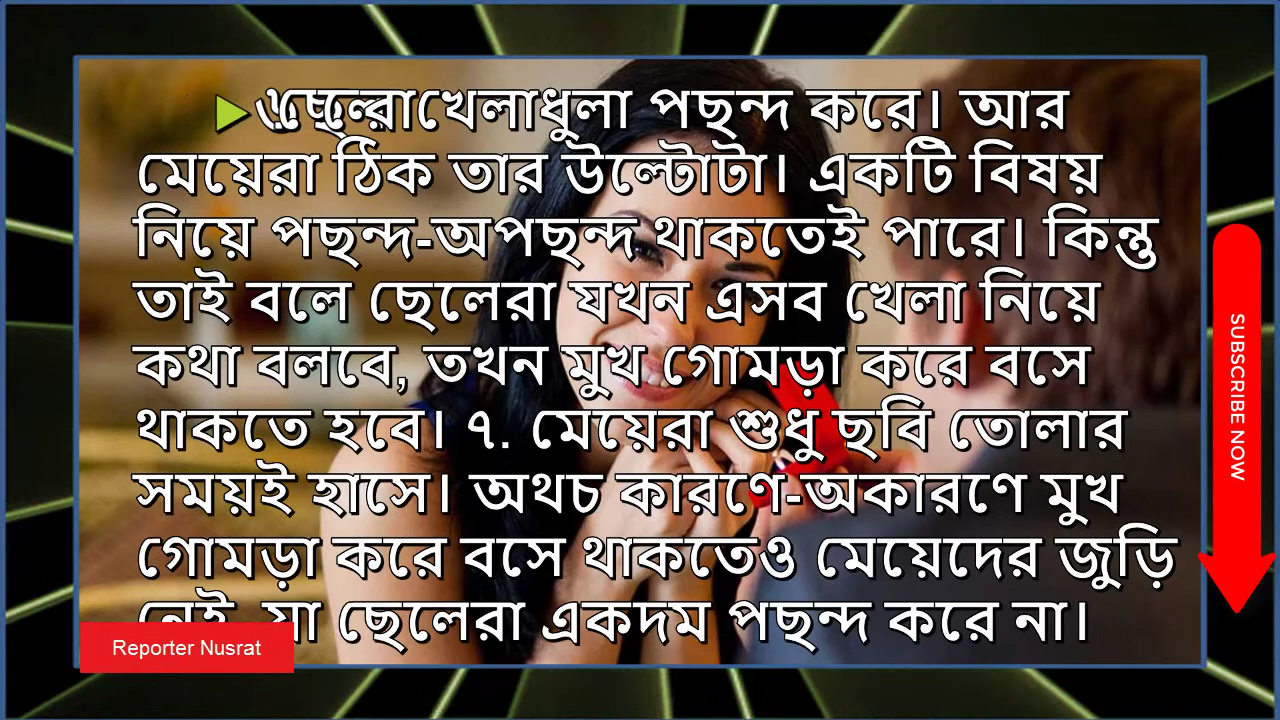 ছেলেরাখেলাধুলা পছন্দ করে। আর
মেয়েরা ঠিক তার উল্টোটা। একটি বিষয়
নিয়ে পছন্দ-অপছন্দ থাকতেই পারে। কিন্তু
তাই বলে ছেলেরা যখন এসব খেলা নিয়ে
কথা বলবে, তখন মুখ গোমড়া করে বসে
থাকতে হবে। ৭. মেয়েরা শুধু ছবি তোলার
সময়ই হাসে। অথচ কারণে-অকারণে মুখ
গোমড়া করে বসে থাকতেও মেয়েদের জুড়ি
নেই যা ছেলেরা একদম পছন্দ করে না।
Reporter Nusrat
SUBSCRIBE NOW